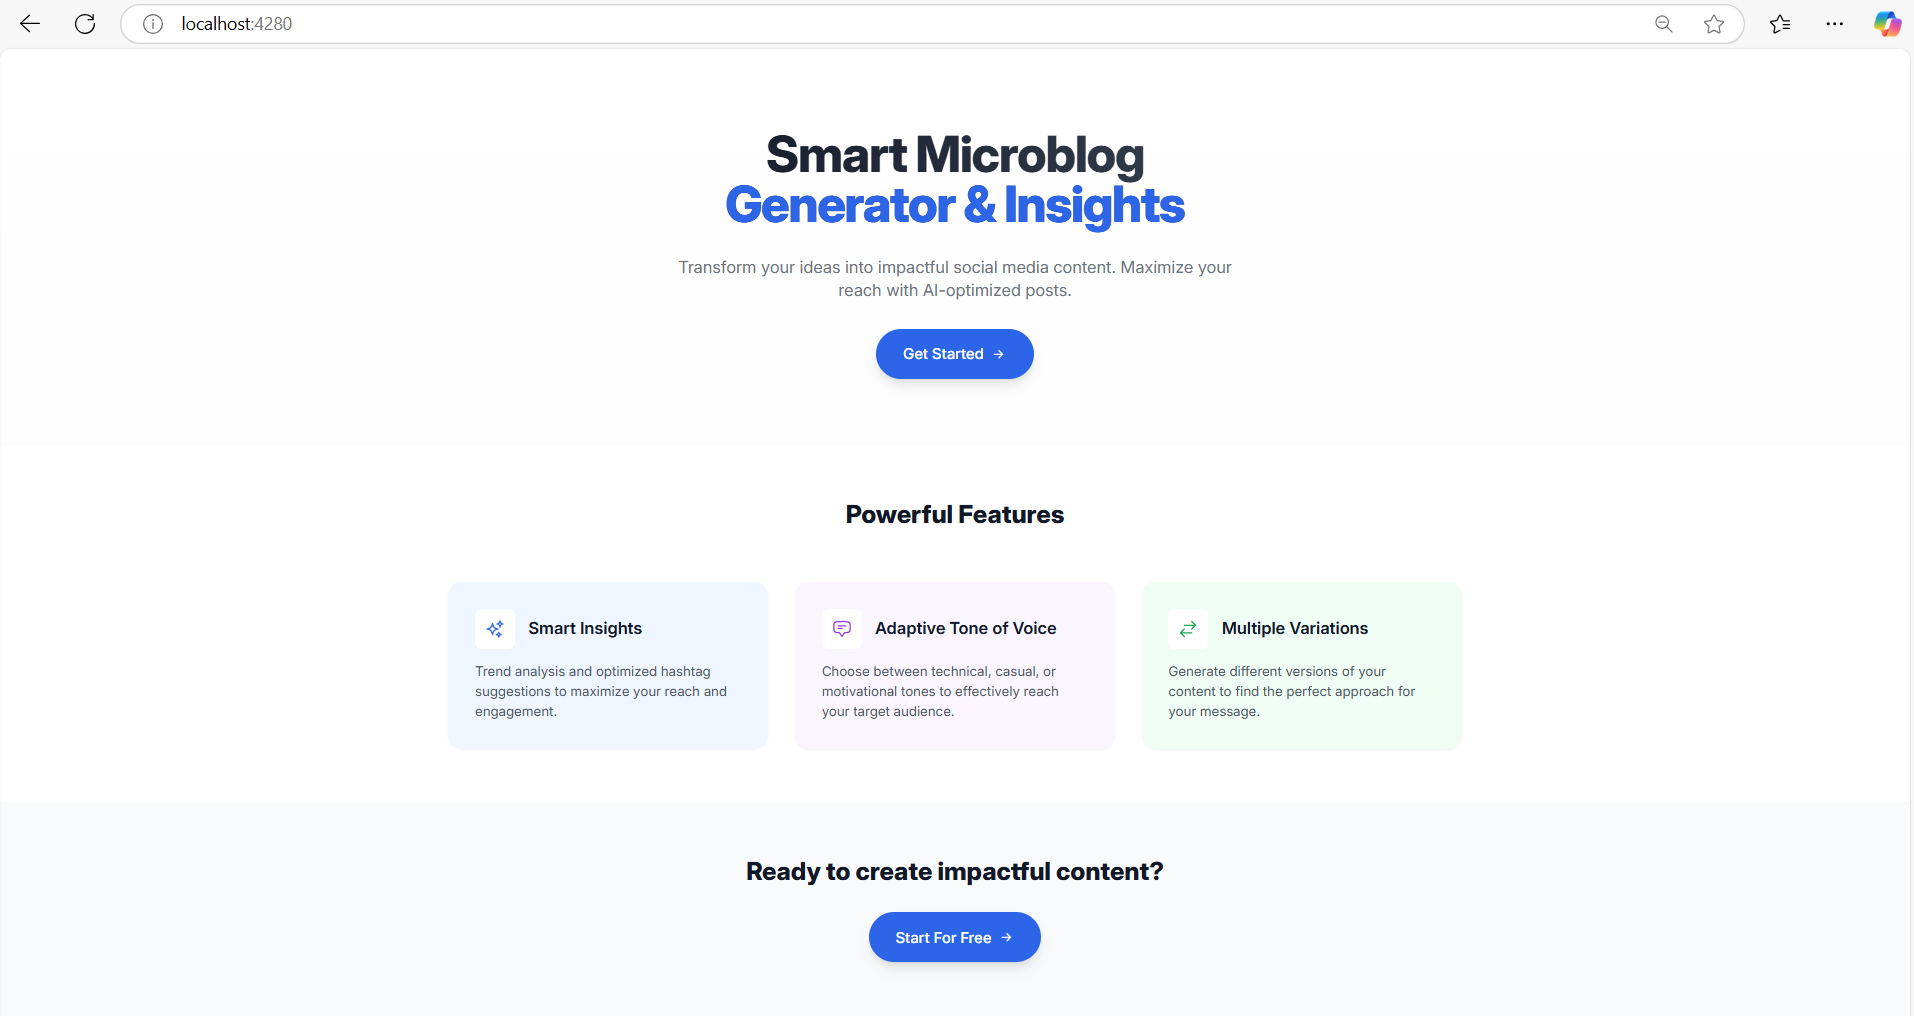 localhost:4280
Smart Microblog
Generator & Insights
Transform your ideas into impactful social media content. Maximize your
reach with AI-optimized posts.
Get Started →
Powerful Features
Smart Insights
Trend analysis and optimized hashtag
suggestions to maximize your reach and
engagement.
Adaptive Tone of Voice
Choose between technical, casual, or
motivational tones to effectively reach
your target audience.
Multiple Variations
Generate different versions of your
content to find the perfect approach for
your message.
Ready to create impactful content?
Start For Free →